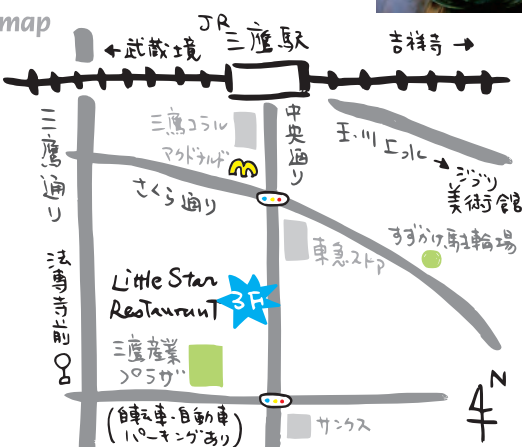 map
JR
三鷹駅
←武蔵境
吉祥寺→
三鷹通り
三鷹コラル
マクドナルド
中央通り
玉川上水
ジブリ
美術館
さくら通り
すずかけ駐輪場
東急ストア
法専寺前
Little Star
Restaurant
3F
三鷹産業
プラザ
(自転車・自動車
パーキングあり)
サンクス
N